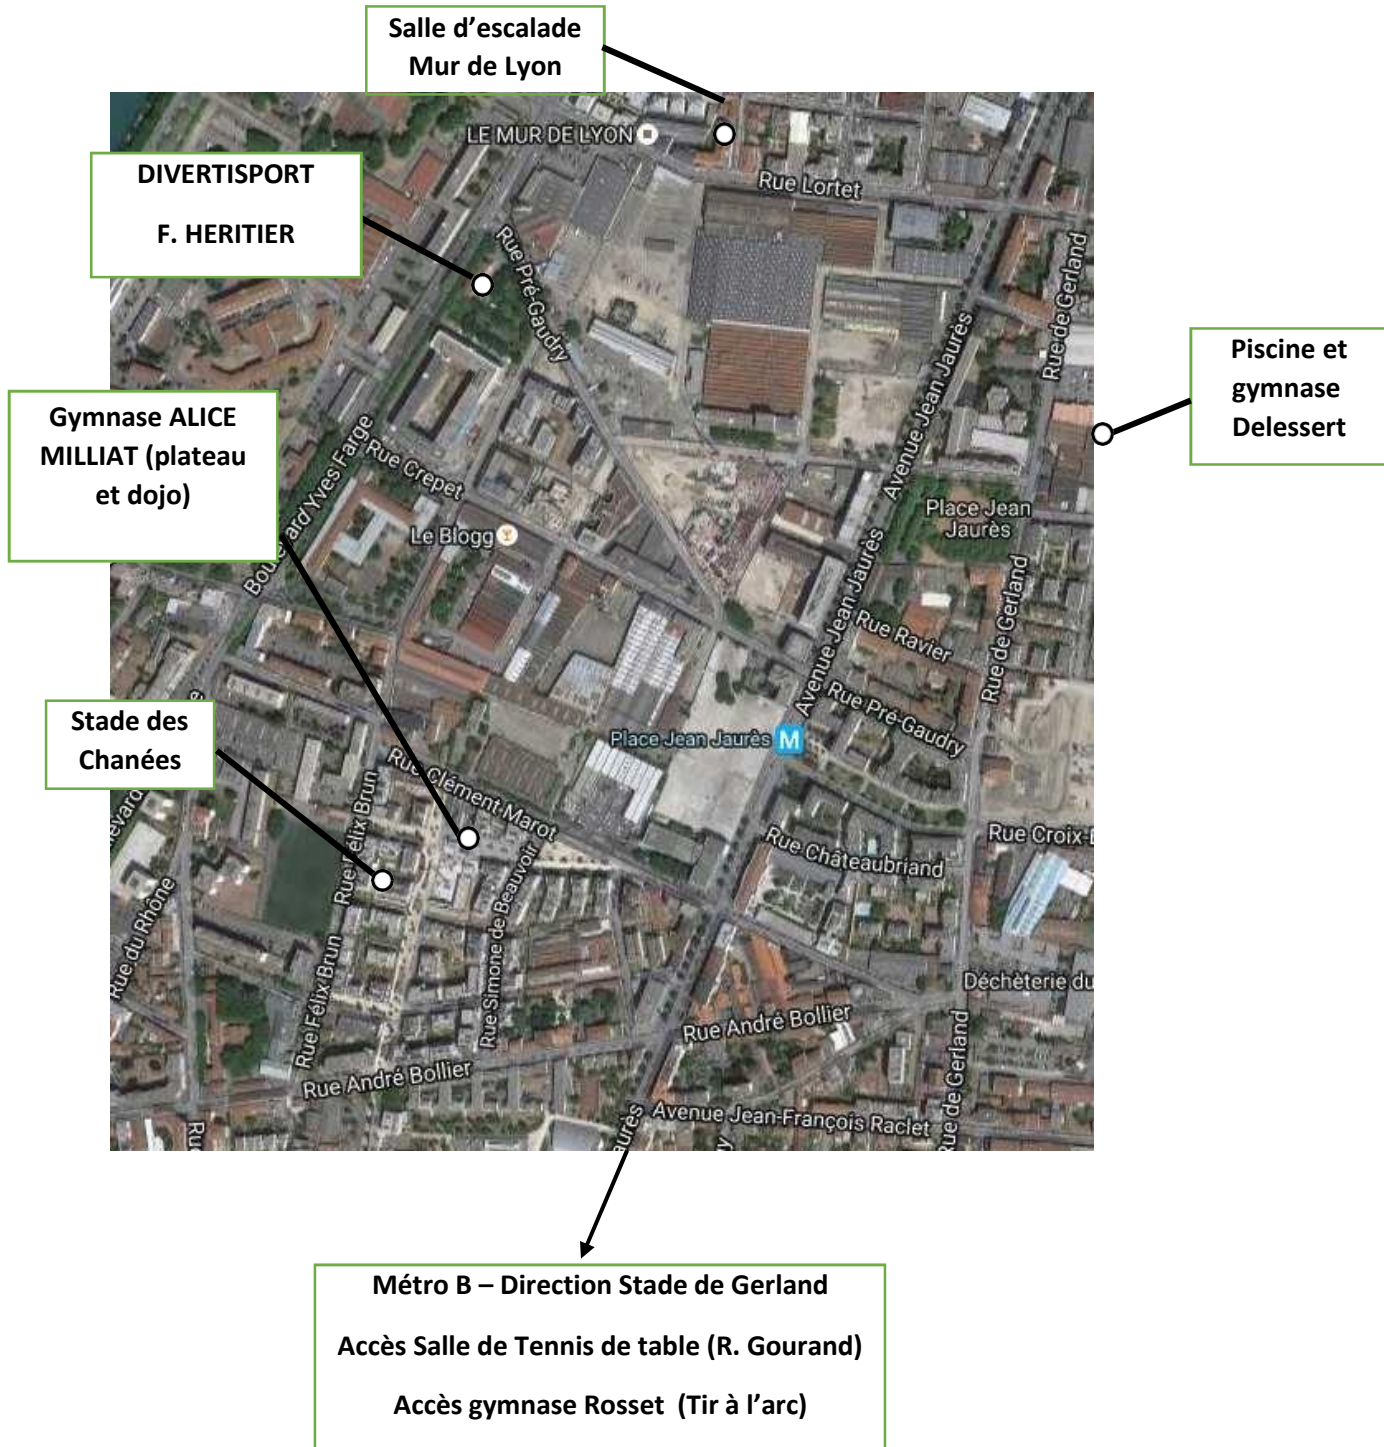 Salle d’escalade
Mur de Lyon
LE MUR DE LYON
DIVERTISPORT
F. HERITIER
Rue Lortet
Rue Pré-Gaudry
Rue de Gerland
Avenue Jean Jaurès
Piscine et
gymnase
Delessert
Gymnase ALICE
MILLIAT (plateau
et dojo)
Boulevard Yves Farge
Rue Crepet
Le Blogg
Place Jean
Jaurès
Avenue Jean Jaurès
Rue Ravier
Rue de Gerland
Rue Pré-Gaudry
Stade des
Chanées
Place Jean Jaurès M
Rue Clément Marot
Rue Félix Brun
Rue Châteaubriand
Rue Croix-
Rue du Rhône
Rue Simone de Beauvoir
Rue Félix Brun
Déchèterie du
Rue André Bollier
Rue André Bollier
Rue de Gerland
Avenue Jean-François Raclet
Métro B – Direction Stade de Gerland
Accès Salle de Tennis de table (R. Gourand)
Accès gymnase Rosset (Tir à l’arc)